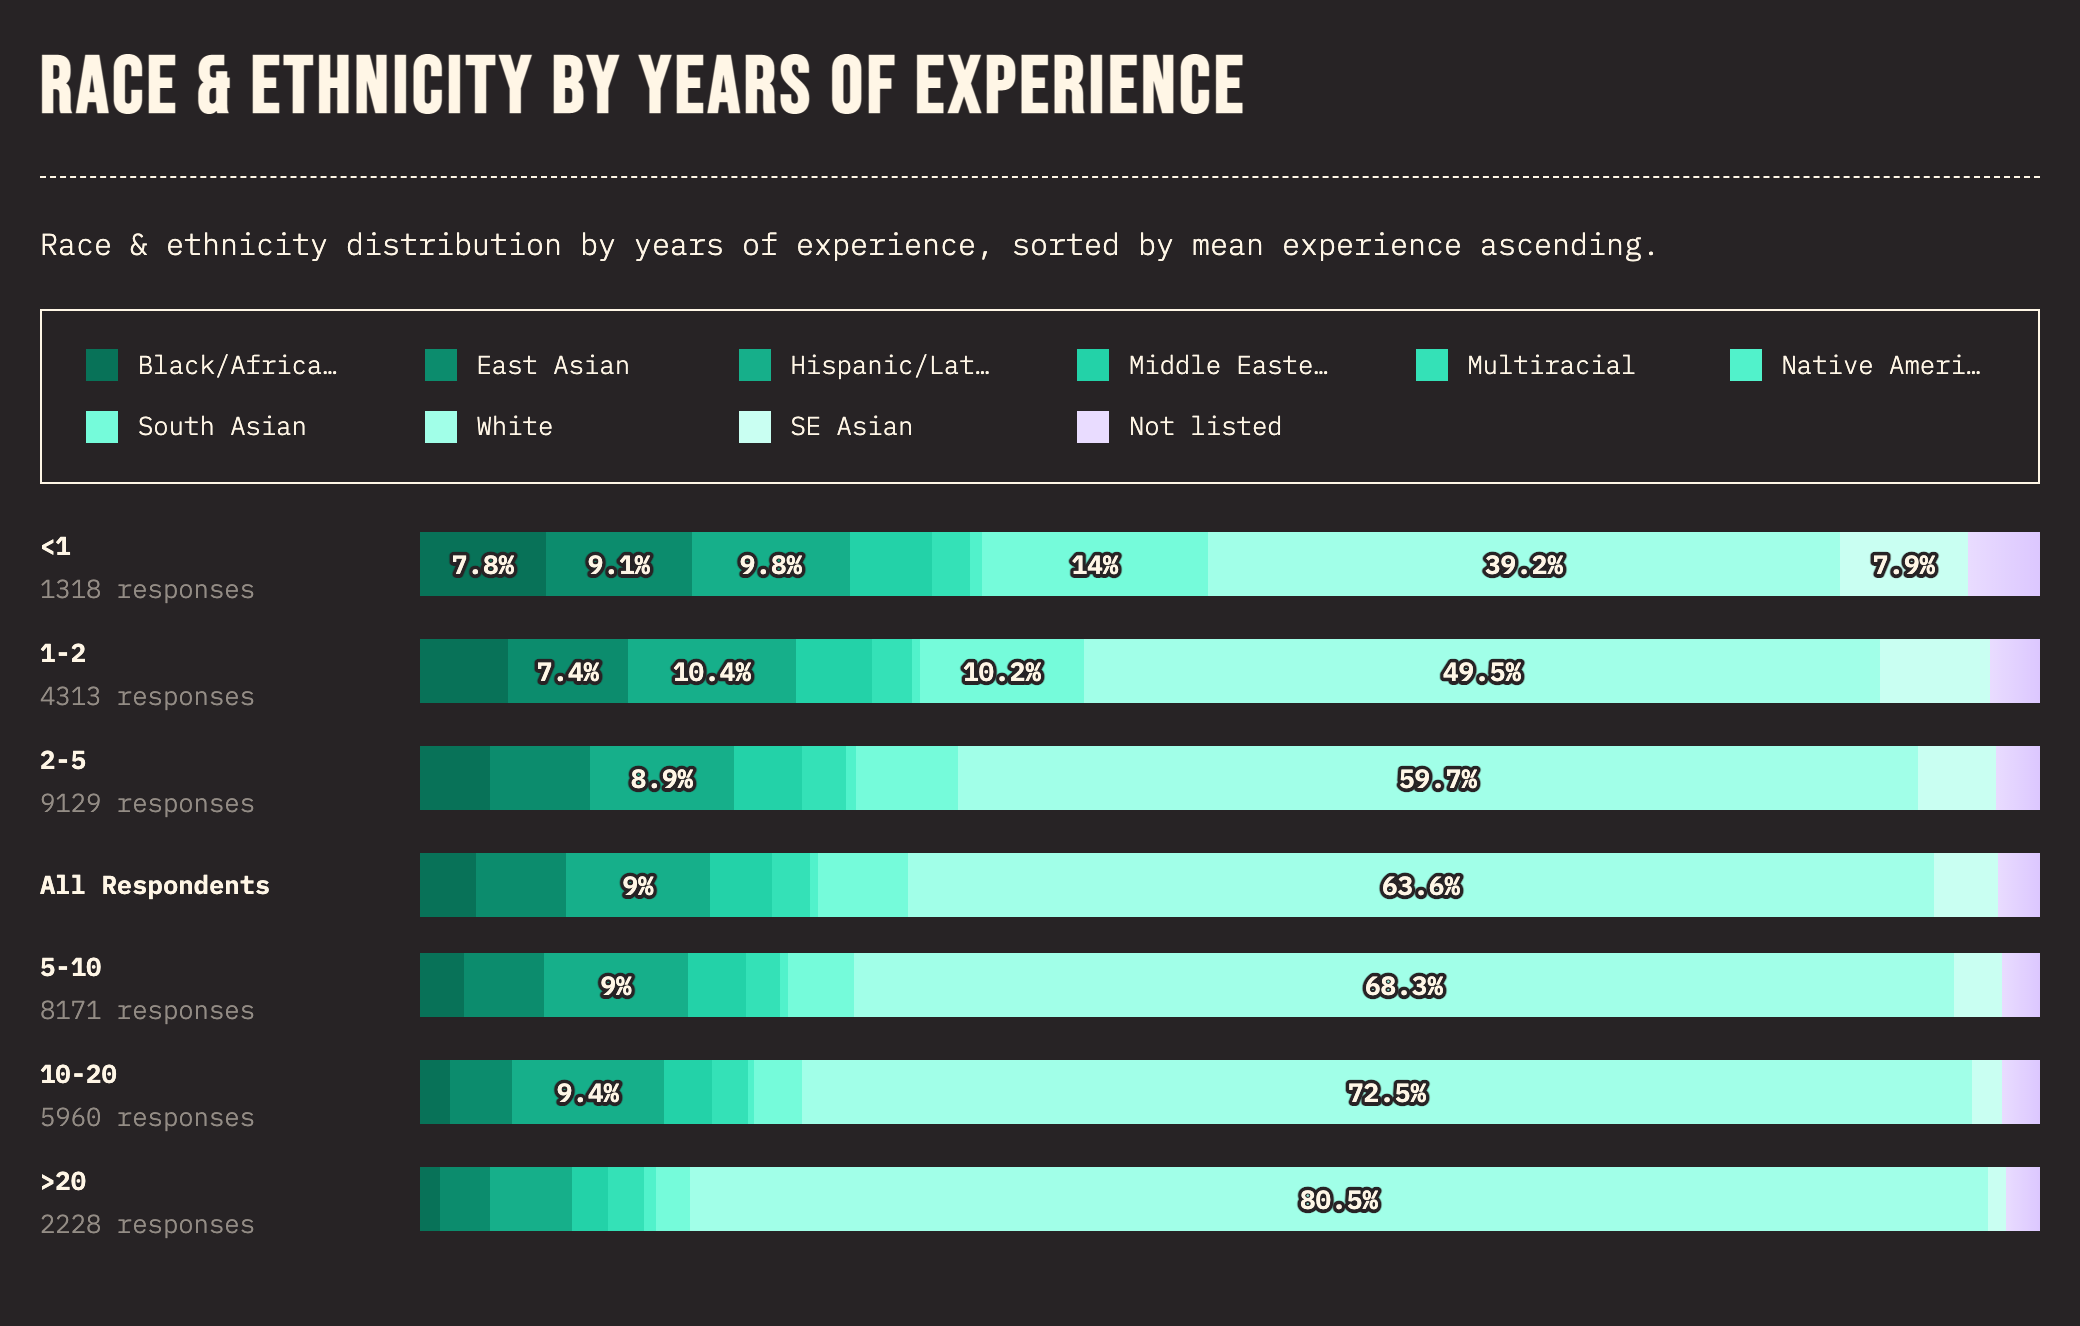 RACE & ETHNICITY BY YEARS OF EXPERIENCE
Race & ethnicity distribution by years of experience, sorted by mean experience ascending.
Black/Africa… East Asian Hispanic/Lat… Middle Easte… Multiracial Native Ameri…
South Asian White SE Asian Not listed
<1
7.8% 9.1% 9.8% 14% 39.2% 7.9%
1318 responses
1-2
7.4% 10.4% 10.2% 49.5%
4313 responses
2-5
8.9% 59.7%
9129 responses
All Respondents 9% 63.6%
5-10
9% 68.3%
8171 responses
10-20
9.4% 72.5%
5960 responses
>20
80.5%
2228 responses